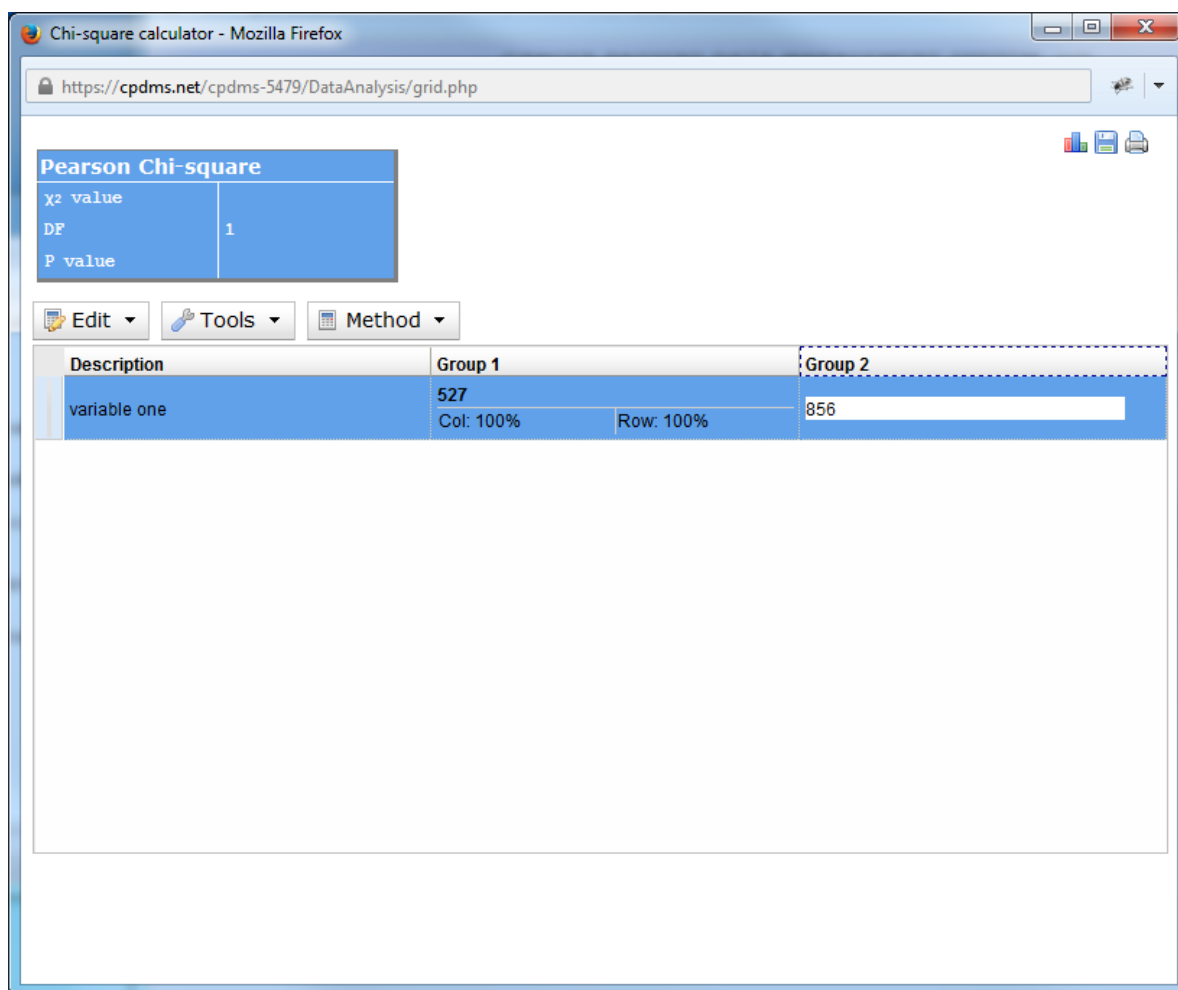 Chi-square calculator - Mozilla Firefox
https://cpdms.net/cpdms-5479/DataAnalysis/grid.php
Pearson Chi-square
χ2 value
DF 1
P value
Edit Tools Method
Description Group 1 Group 2
variable one 527 856
Col: 100% Row: 100%